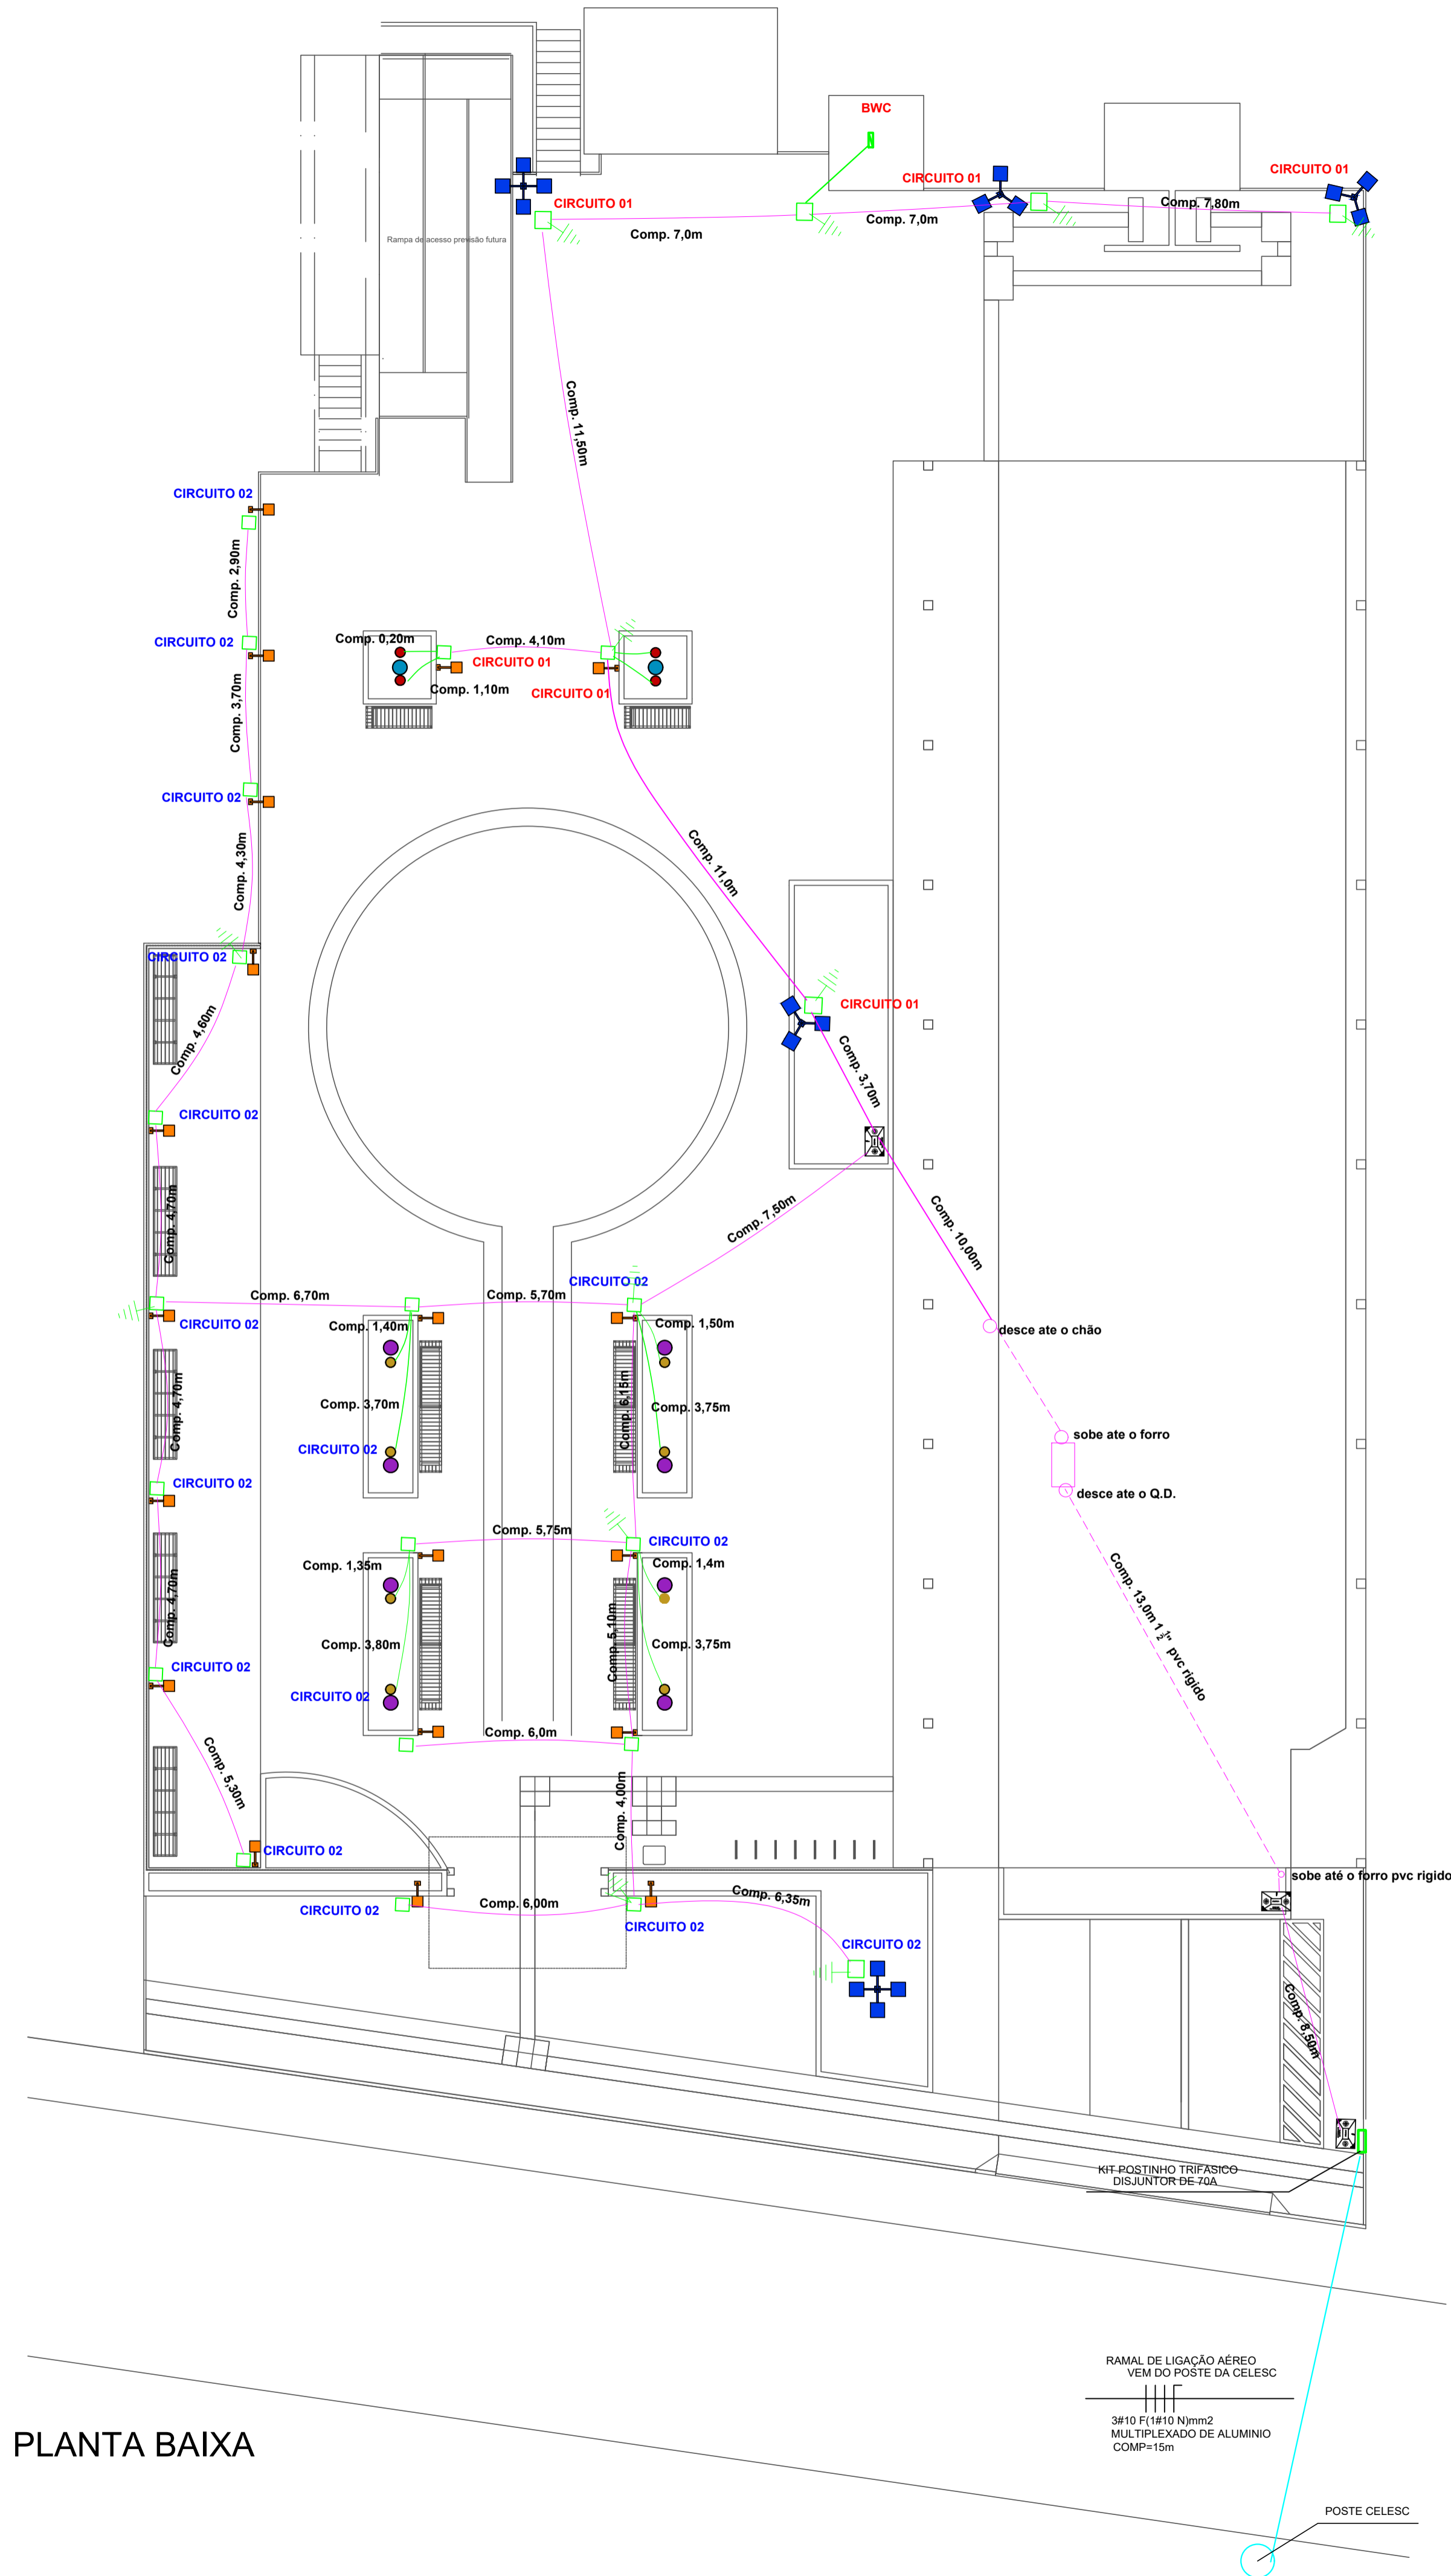 BWC
CIRCUITO 01
CIRCUITO 01
CIRCUITO 01
Comp. 7,80m
Comp. 7,0m
Comp. 7,0m
Rampa de acesso previsão futura
Comp. 11,50m
CIRCUITO 02
Comp. 2,90m
CIRCUITO 02
Comp. 0,20m
Comp. 4,10m
CIRCUITO 01
Comp. 1,10m
CIRCUITO 01
Comp. 3,70m
CIRCUITO 02
Comp. 4,30m
Comp. 11,0m
CIRCUITO 02
CIRCUITO 01
Comp. 4,60m
Comp. 3,70m
CIRCUITO 02
Comp. 4,70m
Comp. 7,50m
Comp. 10,00m
CIRCUITO 02
Comp. 6,70m
Comp. 5,70m
CIRCUITO 02
Comp. 1,40m
Comp. 1,50m
desce ate o chão
Comp. 4,70m
Comp. 3,70m
Comp. 6,15m
Comp. 3,75m
CIRCUITO 02
sobe ate o forro
CIRCUITO 02
desce ate o Q.D.
Comp. 5,75m
CIRCUITO 02
Comp. 1,35m
Comp. 1,4m
Comp. 4,70m
Comp. 13,0m 1 1/2" pvc rigido
Comp. 3,80m
Comp. 5,10m
Comp. 3,75m
CIRCUITO 02
CIRCUITO 02
Comp. 6,0m
Comp. 5,30m
Comp. 4,00m
CIRCUITO 02
sobe até o forro pvc rigido
Comp. 6,00m
Comp. 6,35m
CIRCUITO 02
CIRCUITO 02
CIRCUITO 02
Comp. 8,50m
KIT POSTINHO TRIFASICO
DISJUNTOR DE 70A
RAMAL DE LIGAÇÃO AÉREO
VEM DO POSTE DA CELESC
3#10 F(1#10 N)mm2
MULTIPLEXADO DE ALUMINIO
COMP=15m
PLANTA BAIXA
POSTE CELESC